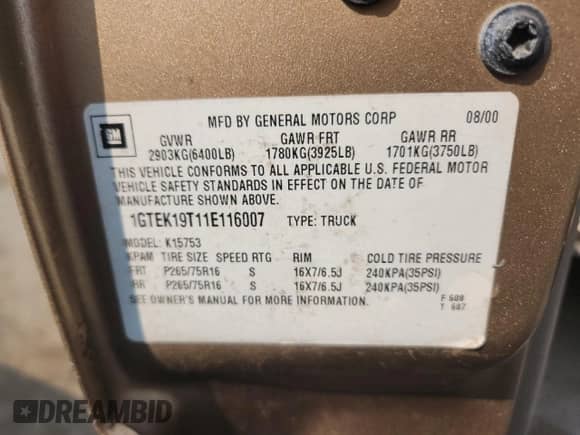 GM
MFD BY GENERAL MOTORS CORP 08/00
GVWR GAWR FRT GAWR RR
2903KG(6400LB) 1780KG(3925LB) 1701KG(3750LB)
THIS VEHICLE CONFORMS TO ALL APPLICABLE U.S. FEDERAL MOTOR
VEHICLE SAFETY STANDARDS IN EFFECT ON THE DATE OF
MANUFACTURE SHOWN ABOVE.
1GTEK19T11E116007 TYPE: TRUCK
MODEL: K15753
KPAM TIRE SIZE SPEED RTG RIM COLD TIRE PRESSURE
FRT P265/75R16 S 16X7/6.5J 240KPA(35PSI)
RR P265/75R16 S 16X7/6.5J 240KPA(35PSI)
SEE OWNER'S MANUAL FOR MORE INFORMATION. F 608
T 607
DREAMBID